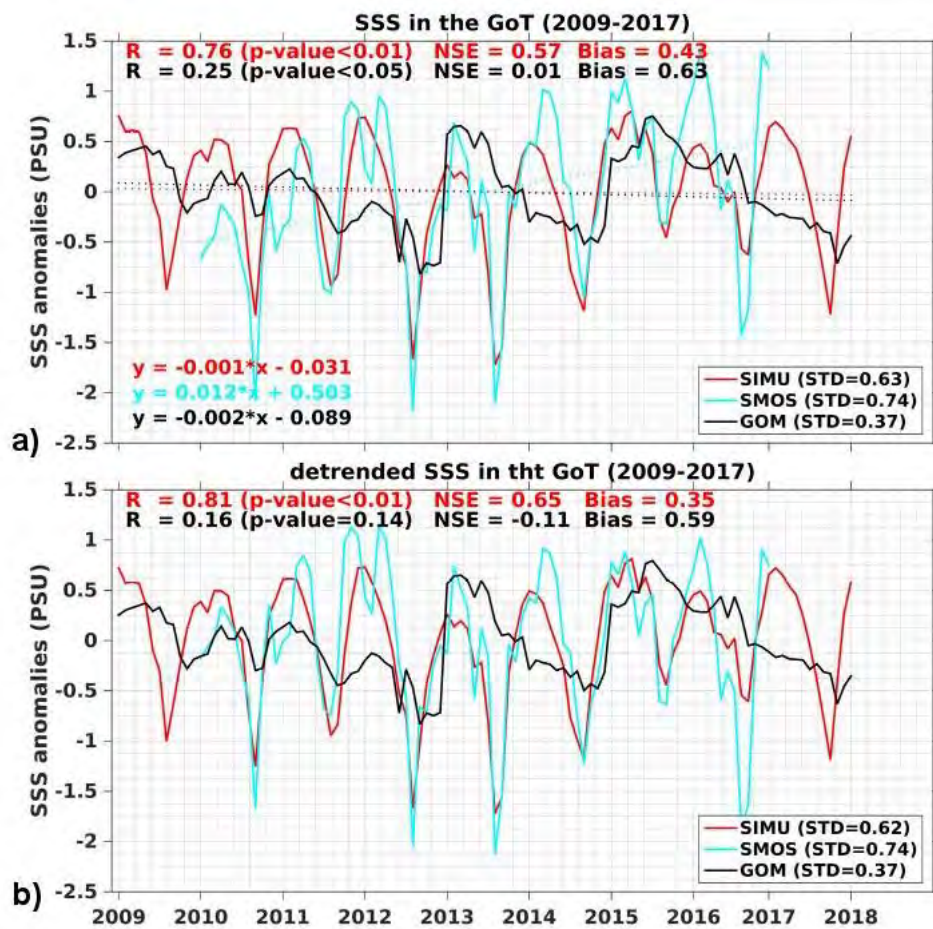 SSS in the GoT (2009-2017)
R = 0.76 (p-value<0.01) NSE = 0.57 Bias = 0.43
R = 0.25 (p-value<0.05) NSE = 0.01 Bias = 0.63
1.5
1
0.5
0
-0.5
-1
-1.5
-2
-2.5
SSS anomalies (PSU)
y = -0.001*x - 0.031
y = 0.012*x + 0.503
y = -0.002*x - 0.089
SIMU (STD=0.63)
SMOS (STD=0.74)
GOM (STD=0.37)
a)
detrended SSS in tht GoT (2009-2017)
R = 0.81 (p-value<0.01) NSE = 0.65 Bias = 0.35
R = 0.16 (p-value=0.14) NSE = -0.11 Bias = 0.59
1.5
1
0.5
0
-0.5
-1
-1.5
-2
-2.5
SSS anomalies (PSU)
SIMU (STD=0.62)
SMOS (STD=0.74)
GOM (STD=0.37)
b)
2009 2010 2011 2012 2013 2014 2015 2016 2017 2018